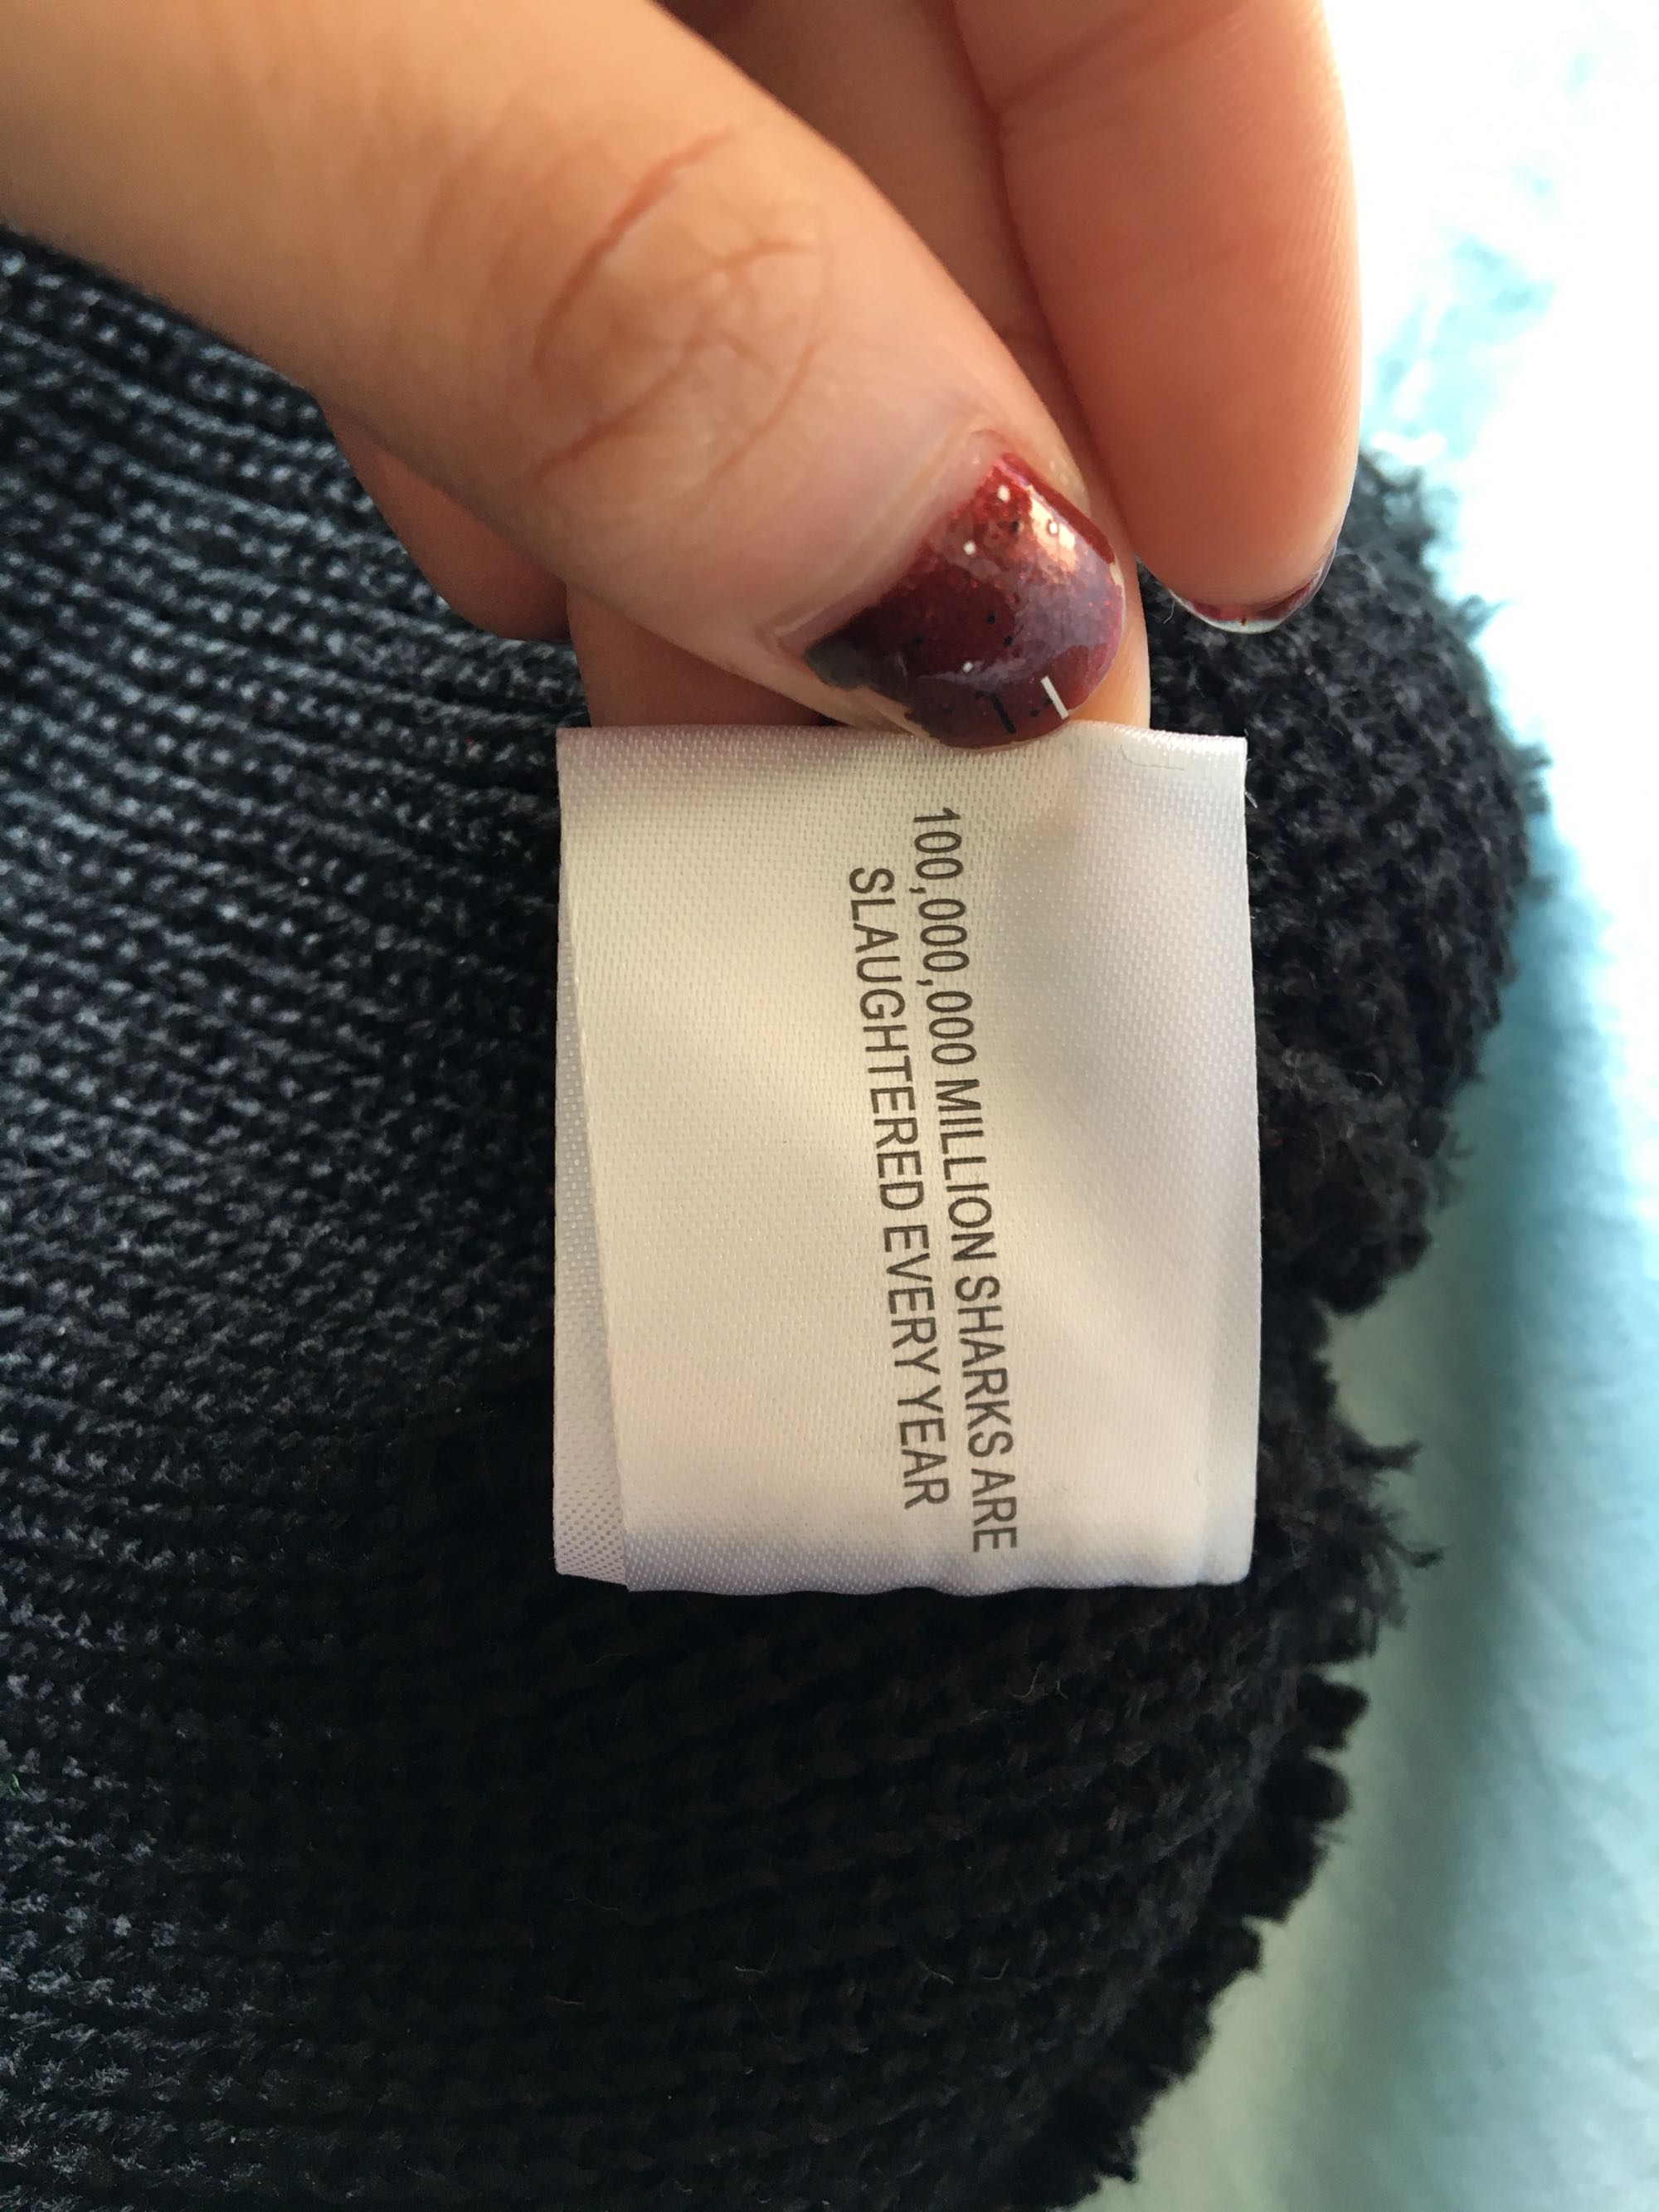 100,000,000 MILLION SHARKS ARE
SLAUGHTERED EVERY YEAR